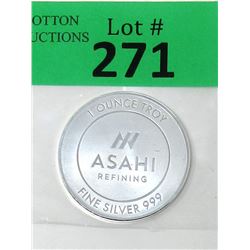 OTTON
UCTIONS
Lot #
271
1 OUNCE TROY
ASAHI
REFINING
FINE SILVER 999